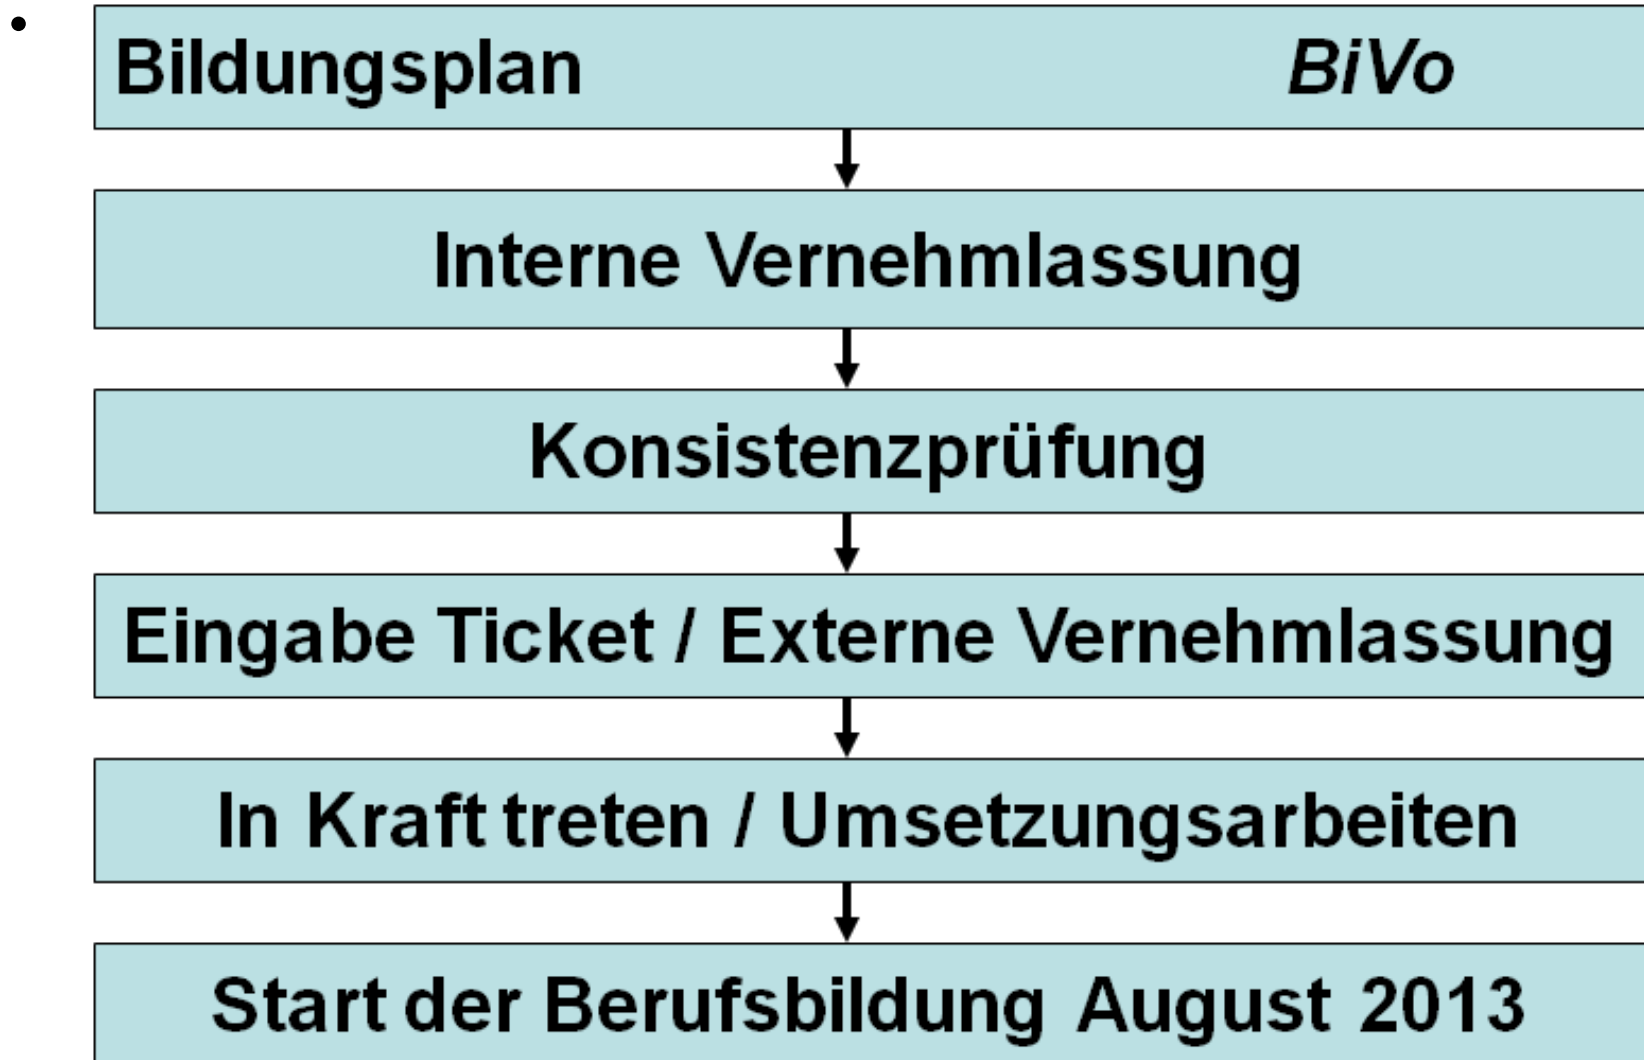 • Bildungsplan BiVo
Interne Vernehmlassung
Konsistenzprüfung
Eingabe Ticket / Externe Vernehmlassung
In Kraft treten / Umsetzungsarbeiten
Start der Berufsbildung August 2013